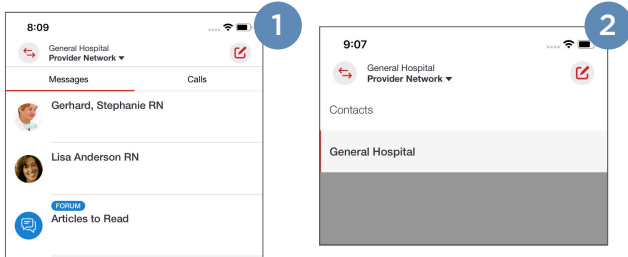 8:09
1
General Hospital
Provider Network ▼
Messages Calls
Gerhard, Stephanie RN
Lisa Anderson RN
FORUM
Articles to Read
2
9:07
General Hospital
Provider Network ▼
Contacts
General Hospital